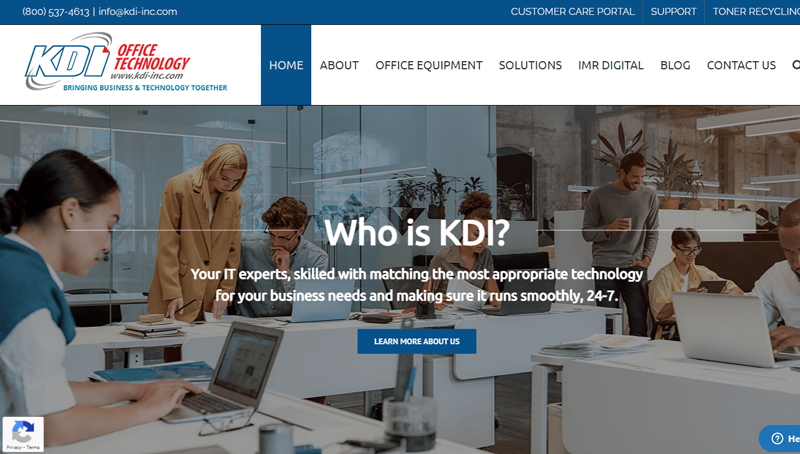 (800) 537-4613 | info@kdi-inc.com
CUSTOMER CARE PORTAL
SUPPORT
TONER RECYCLING
KDI OFFICE
TECHNOLOGY
www.kdi-inc.com
BRINGING BUSINESS & TECHNOLOGY TOGETHER
HOME
ABOUT
OFFICE EQUIPMENT
SOLUTIONS
IMR DIGITAL
BLOG
CONTACT US
Who is KDI?
Your IT experts, skilled with matching the most appropriate technology
for your business needs and making sure it runs smoothly, 24-7.
LEARN MORE ABOUT US
Privacy - Terms